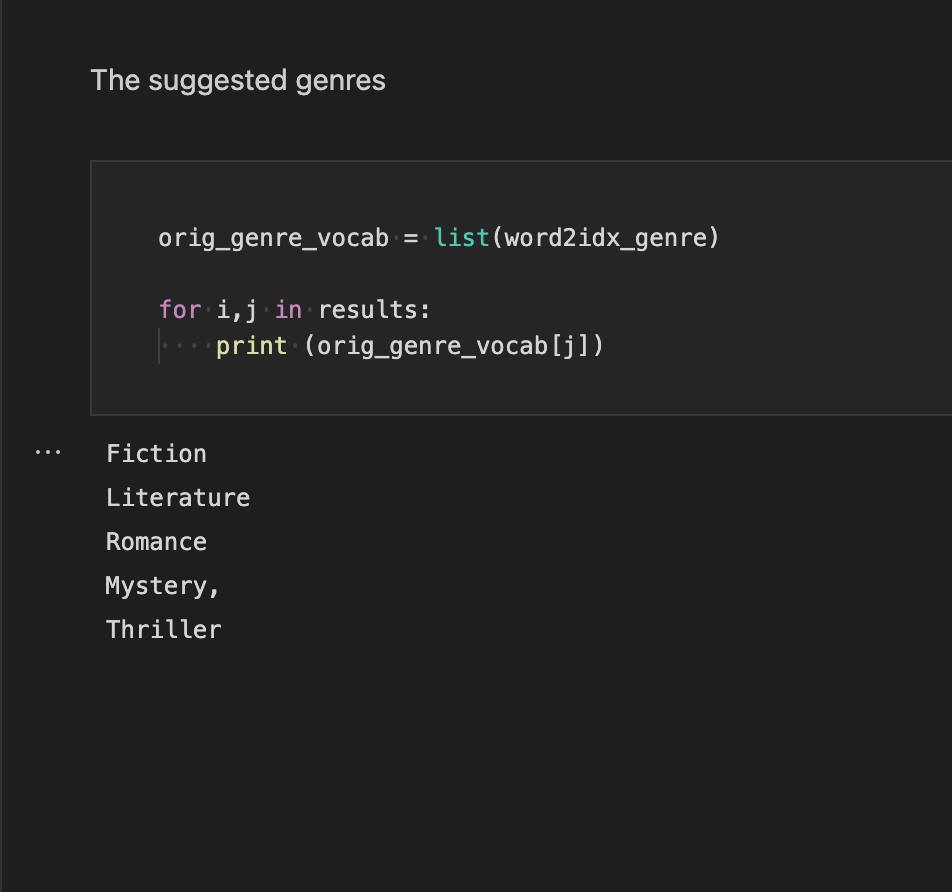 The suggested genres
orig_genre_vocab = list(word2idx_genre)
for i,j in results:
    print (orig_genre_vocab[j])
Fiction
Literature
Romance
Mystery,
Thriller